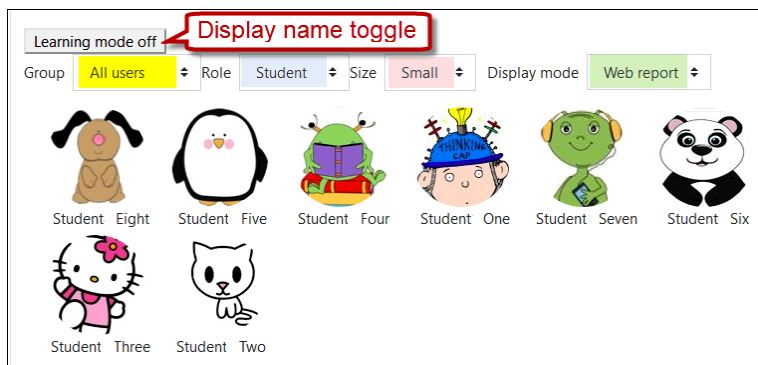 Learning mode off
Display name toggle
Group All users Role Student Size Small Display mode Web report
THINKING
CAP
Student Eight Student Five Student Four Student One Student Seven Student Six
Student Three Student Two